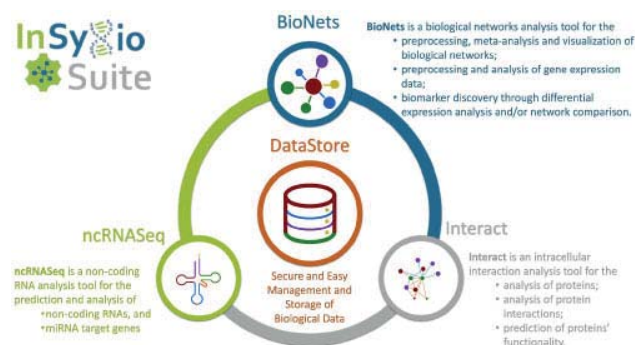 InSyBio
Suite
BioNets
BioNets is a biological networks analysis tool for the
• preprocessing, meta-analysis and visualization of
biological networks;
• preprocessing and analysis of gene expression
data;
• biomarker discovery through differential
expression analysis and/or network comparison.
DataStore
Secure and Easy
Management and
Storage of
Biological Data
ncRNASeq
ncRNASeq is a non-coding
RNA analysis tool for the
prediction and analysis of
•non-coding RNAs, and
•miRNA target genes
Interact
Interact is an intracellular
interaction analysis tool for the
• analysis of proteins;
• analysis of protein
interactions;
• prediction of proteins'
functionality.